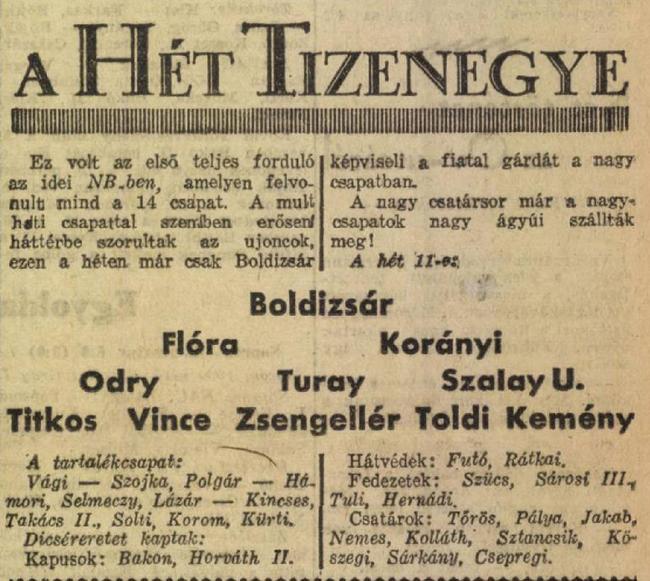 A HÉT TIZENEGYE
Ez volt az első teljes forduló
az idei NB-ben, amelyen felvo-
nult mind a 14 csapat. A mult
heti csapattal szemben erősen
háttérbe szorultak az ujoncok,
ezen a héten már csak Boldizsár
képviseli a fiatal gárdát a nagy
csapatban.
A nagy csatársor már a nagy-
csapatok nagy ágyúi szállták
meg!
A hét 11-es
Boldizsár
Flóra Korányi
Odry Turay Szalay U.
Titkos Vince Zsengellér Toldi Kemény
A tartalékcsapat:
Vági — Szojka, Polgár — Há-
mori, Selmeczy, Lázár — Kincses,
Takács II., Solti, Korom, Kürti.
Dicséreretet kaptak:
Kapusok: Bakon, Horváth II.
Hátvédek: Futó, Rátkai.
Fedezetek: Szücs, Sárosi III.,
Tuli, Hernádi.
Csatárok: Tőrös, Pálya, Jakab,
Nemes, Kolláth, Sztancsik, Kö-
szegi, Sárkány, Csepregi.